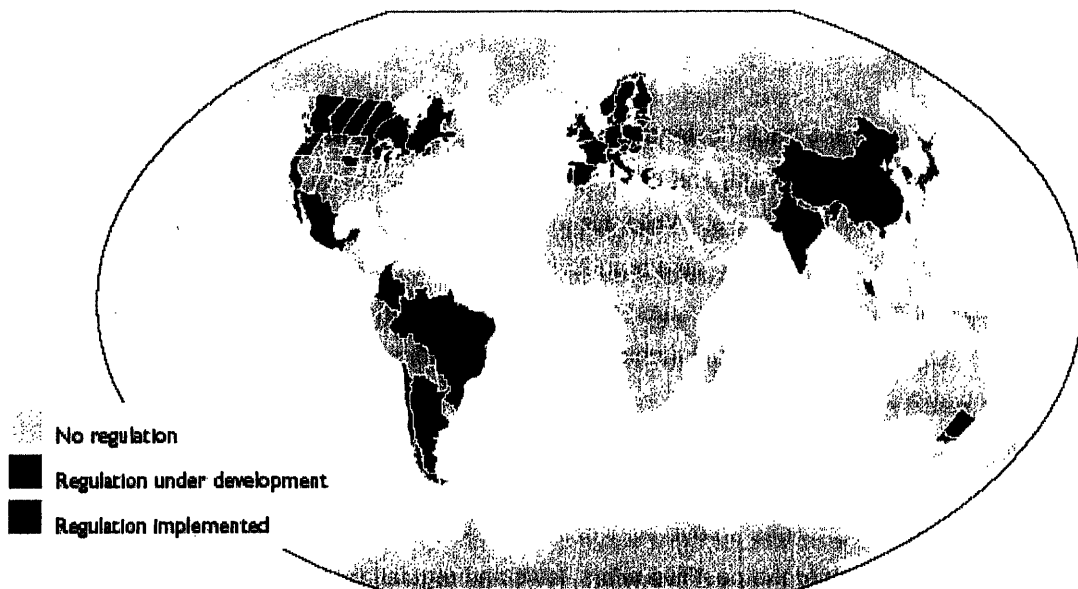 No regulation
Regulation under development
Regulation implemented